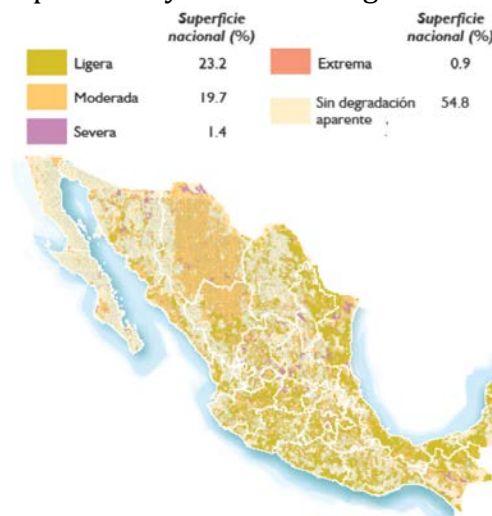 Superficie nacional (%)
Ligera 23.2
Moderada 19.7
Severa 1.4
Superficie nacional (%)
Extrema 0.9
Sin degradación aparente 54.8